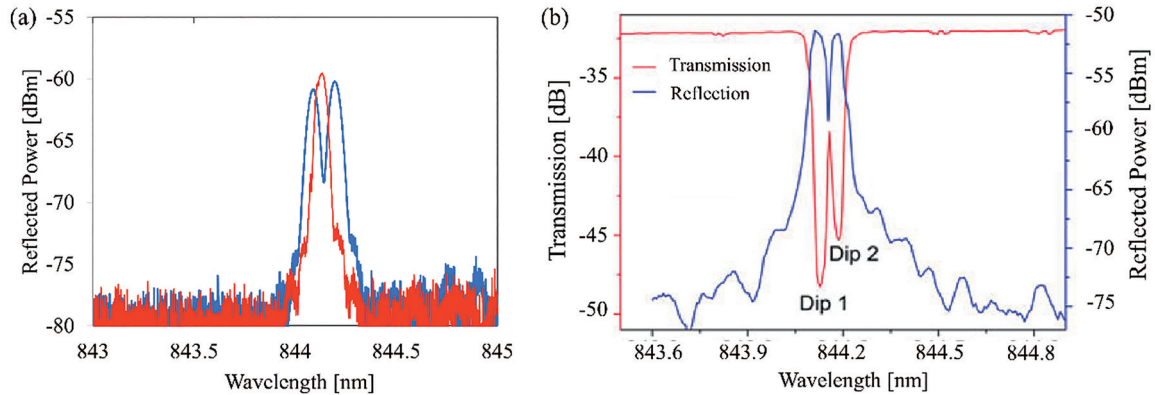 (a)
-55
-60
-65
-70
-75
-80
Reflected Power [dBm]
843
843.5
844
844.5
845
Wavelength [nm]
(b)
-35
-40
-45
-50
Transmission [dB]
Transmission
Reflection
Dip 1
Dip 2
-50
-55
-60
-65
-70
-75
Reflected Power [dBm]
843.6
843.9
844.2
844.5
844.8
Wavelength [nm]